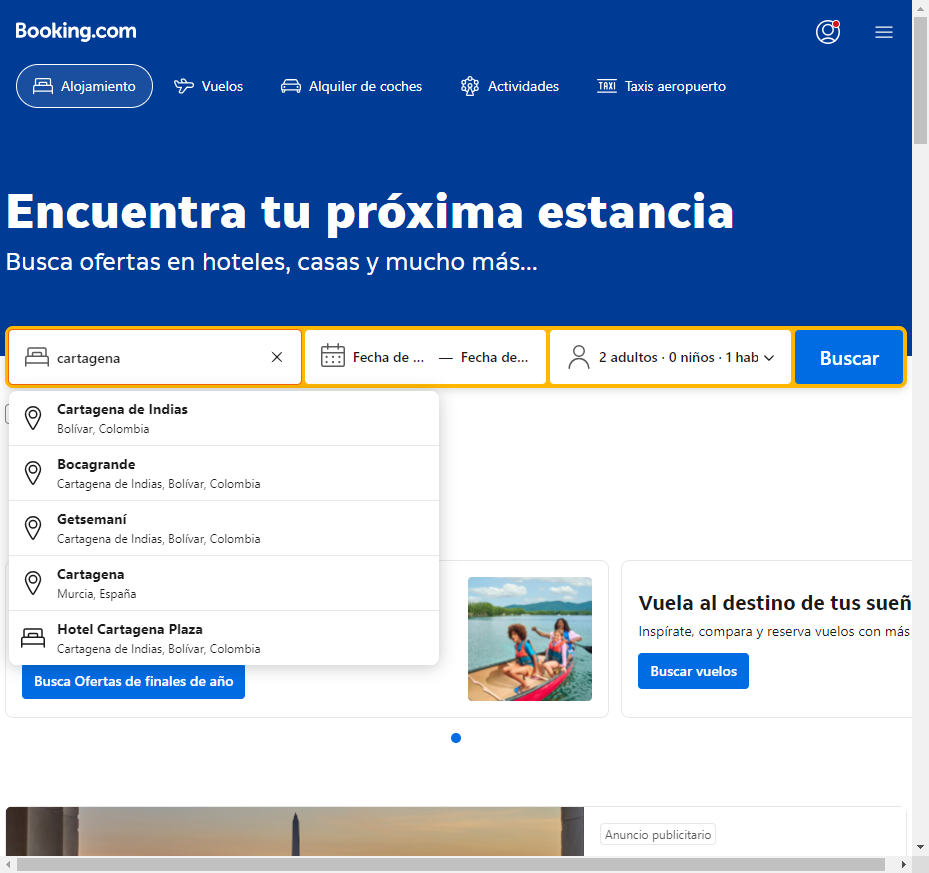 Booking.com
Alojamiento
Vuelos
Alquiler de coches
Actividades
TAXI
Taxis aeropuerto
Encuentra tu próxima estancia
Busca ofertas en hoteles, casas y mucho más...
cartagena
Fecha de ... — Fecha de...
2 adultos · 0 niños · 1 hab
Buscar
Cartagena de Indias
Bolívar, Colombia
Bocagrande
Cartagena de Indias, Bolívar, Colombia
Getsemaní
Cartagena de Indias, Bolívar, Colombia
Cartagena
Murcia, España
Hotel Cartagena Plaza
Cartagena de Indias, Bolívar, Colombia
Busca Ofertas de finales de año
Vuela al destino de tus sueñ
Inspírate, compara y reserva vuelos con más
Buscar vuelos
Anuncio publicitario